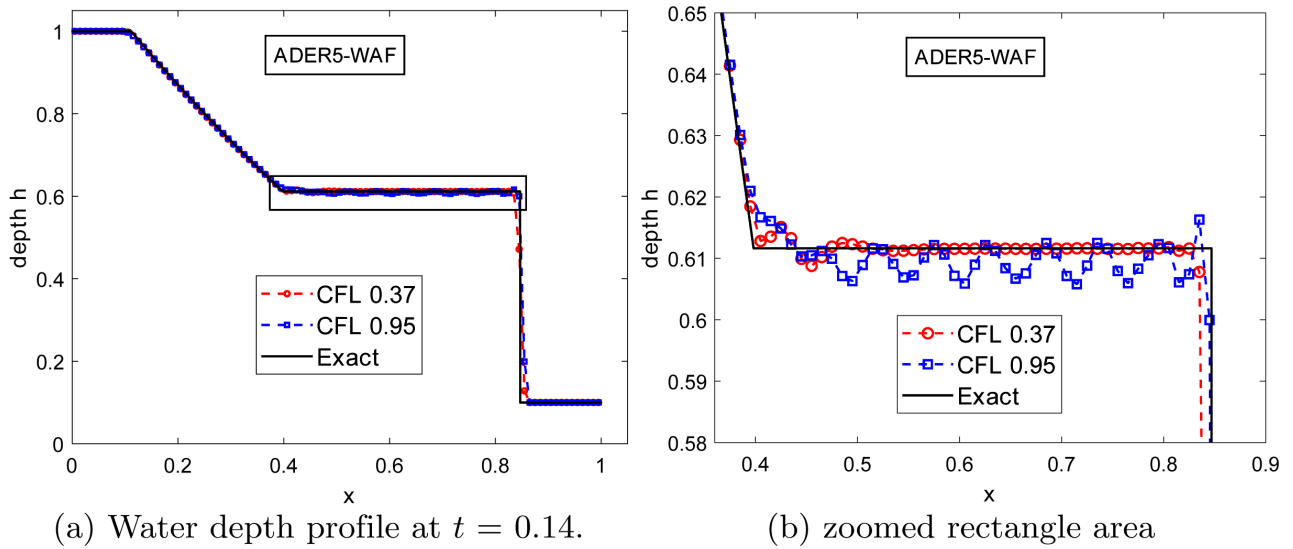 ADER5-WAF
depth h
1
0.8
0.6
0.4
0.2
0
CFL 0.37
CFL 0.95
Exact
0 0.2 0.4 0.6 0.8 1
x
(a) Water depth profile at t = 0.14.
ADER5-WAF
depth h
0.65
0.64
0.63
0.62
0.61
0.6
0.59
0.58
CFL 0.37
CFL 0.95
Exact
0.4 0.5 0.6 0.7 0.8 0.9
x
(b) zoomed rectangle area